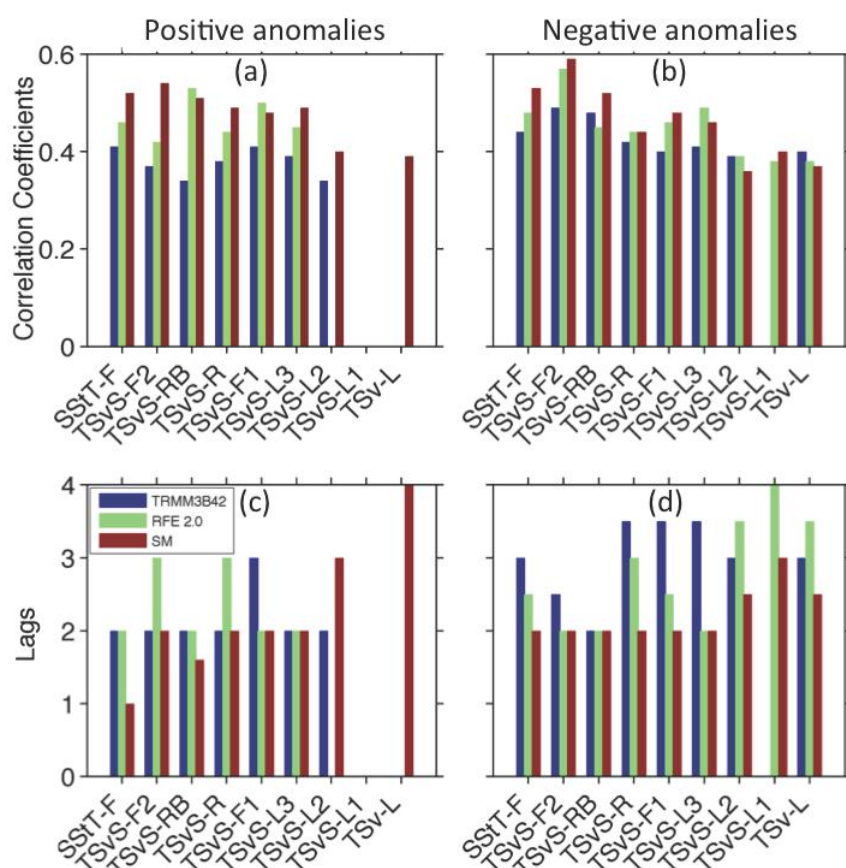 Positive anomalies
Negative anomalies
(a)
(b)
Correlation Coefficients
0.6
0.4
0.2
0
SStT-F
TSvS-F2
TSvS-RB
TSvS-R
TSvS-F1
TSvS-L3
TSvS-L2
TSvS-L1
TSv-L
SStT-F
TSvS-F2
TSvS-RB
TSvS-R
TSvS-F1
TSvS-L3
TSvS-L2
TSvS-L1
TSv-L
(c)
(d)
TRMM3B42
RFE 2.0
SM
Lags
4
3
2
1
0
SStT-F
TSvS-F2
TSvS-RB
TSvS-R
TSvS-F1
TSvS-L3
TSvS-L2
TSvS-L1
TSv-L
SStT-F
TSvS-F2
TSvS-RB
TSvS-R
TSvS-F1
TSvS-L3
TSvS-L2
TSvS-L1
TSv-L